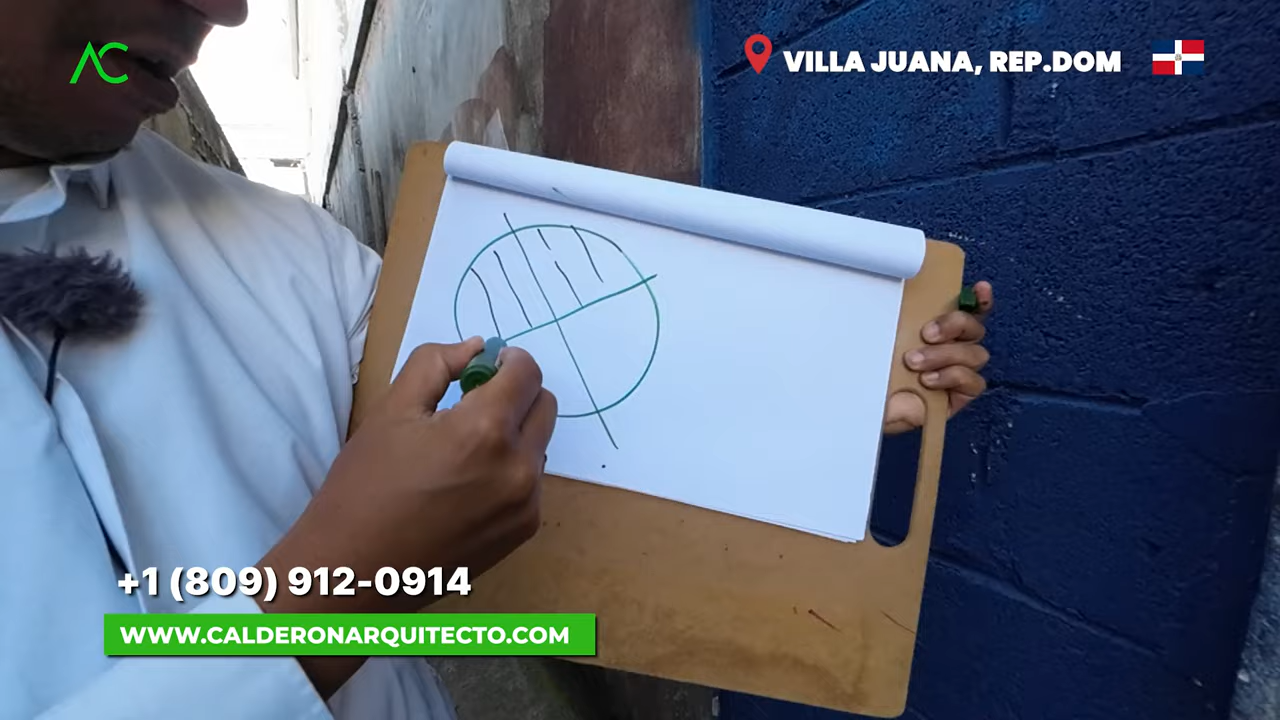 AC
VILLA JUANA, REP.DOM
+1 (809) 912-0914
WWW.CALDERONARQUITECTO.COM